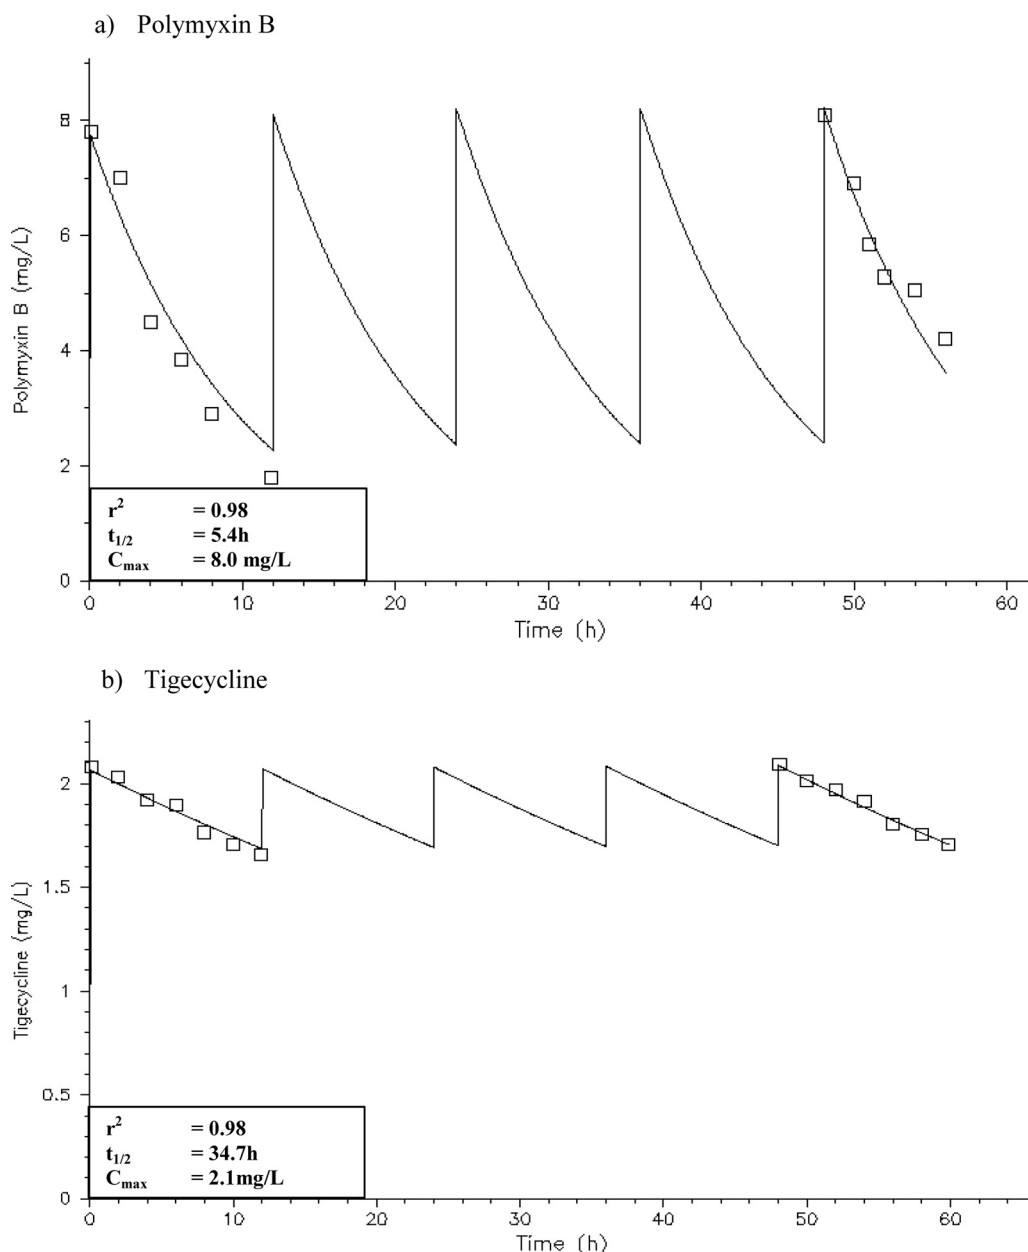 a) Polymyxin B
8
6
4
2
0
Polymyxin B (mg/L)
r² = 0.98
t1/2 = 5.4h
Cmax = 8.0 mg/L
0 10 20 30 40 50 60
Time (h)
b) Tigecycline
2
1.5
1
0.5
0
Tigecycline (mg/L)
r² = 0.98
t1/2 = 34.7h
Cmax = 2.1mg/L
0 10 20 30 40 50 60
Time (h)